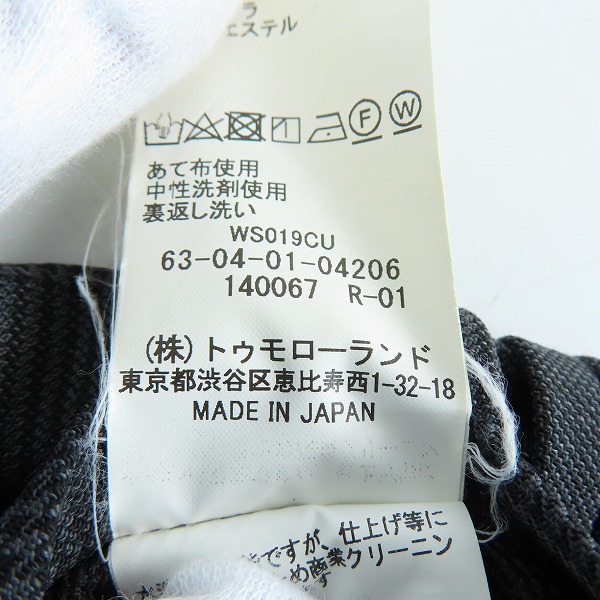 ラ
エステル
F W
あて布使用
中性洗剤使用
裏返し洗い
WS019CU
63-04-01-04206
140067 R-01
(株)トゥモローランド
東京都渋谷区恵比寿西1-32-18
MADE IN JAPAN
ですが、仕上げ等に
め商業クリーニン